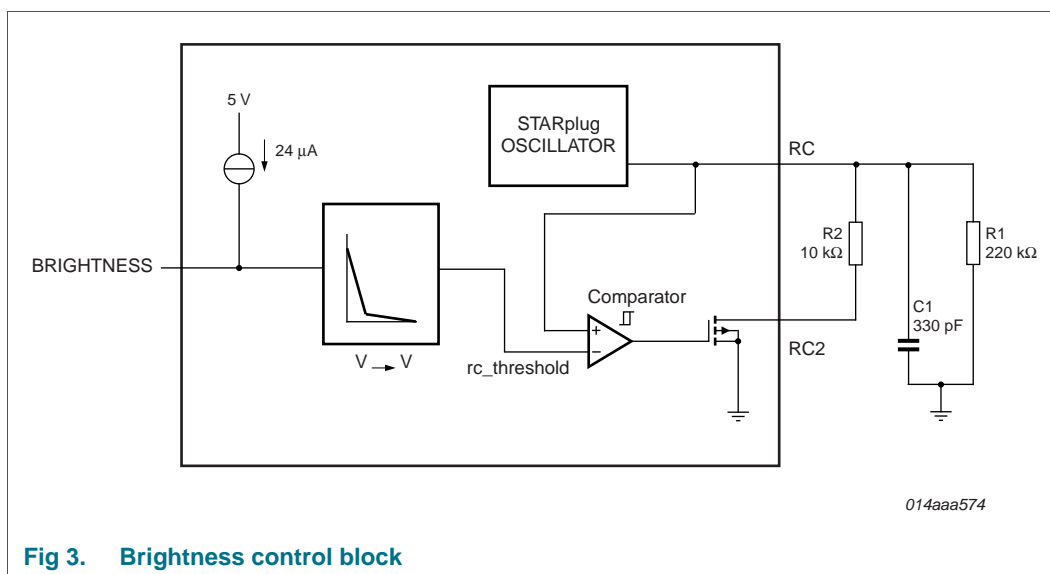 5 V
24 μA
STARplug
OSCILLATOR
RC
BRIGHTNESS
R2
10 kΩ
R1
220 kΩ
Comparator
C1
330 pF
+
−
RC2
V → V
rc_threshold
014aaa574
Fig 3. Brightness control block